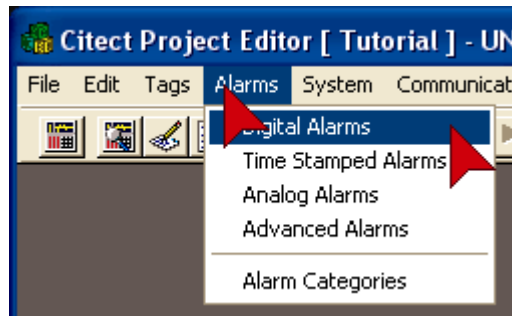 Citect Project Editor [ Tutorial ] - UN
File Edit Tags Alarms System Communicat
Digital Alarms
Time Stamped Alarms
Analog Alarms
Advanced Alarms
Alarm Categories